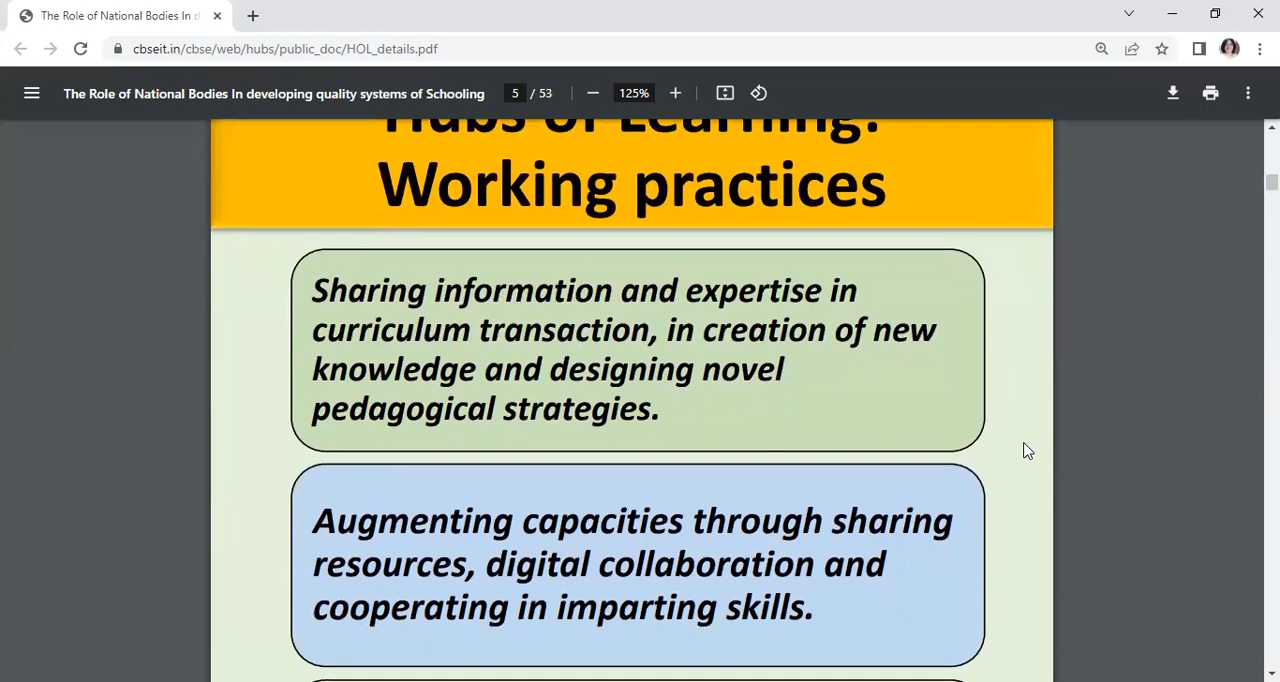 The Role of National Bodies In d
cbseit.in/cbse/web/hubs/public_doc/HOL_details.pdf
The Role of National Bodies In developing quality systems of Schooling
5 / 53
125%
Hubs of Learning:
Working practices
Sharing information and expertise in
curriculum transaction, in creation of new
knowledge and designing novel
pedagogical strategies.
Augmenting capacities through sharing
resources, digital collaboration and
cooperating in imparting skills.